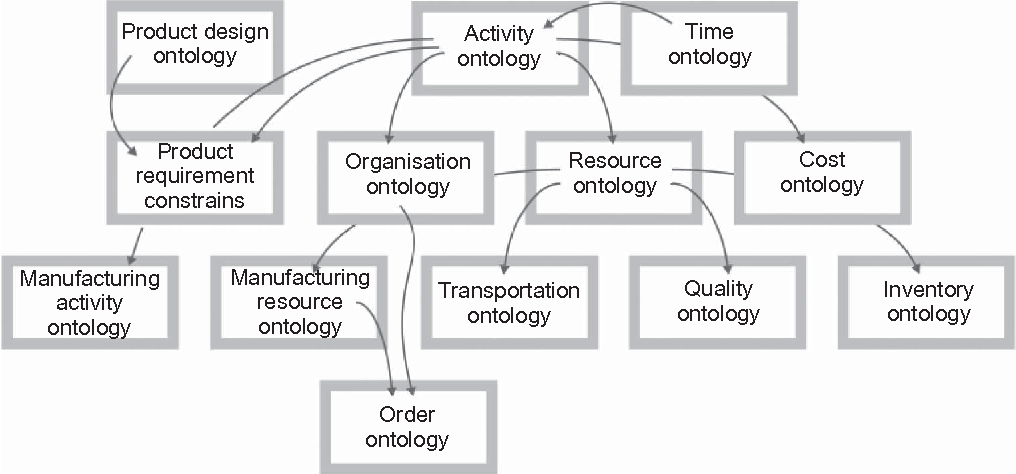 Product design
ontology
Activity
ontology
Time
ontology
Product
requirement
constrains
Organisation
ontology
Resource
ontology
Cost
ontology
Manufacturing
activity
ontology
Manufacturing
resource
ontology
Transportation
ontology
Quality
ontology
Inventory
ontology
Order
ontology